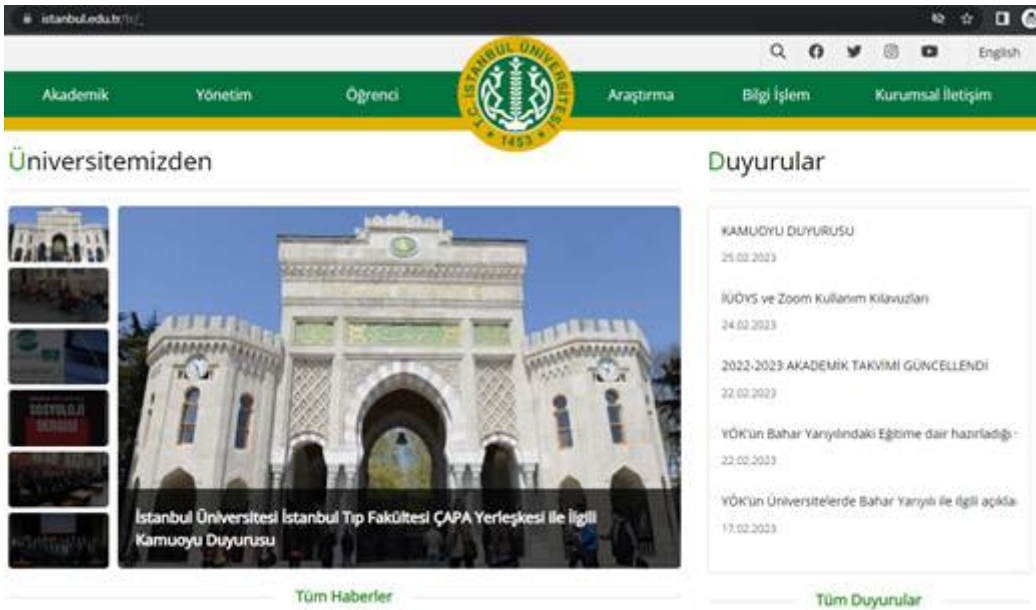 istanbul.edu.tr/tr/_
English
Akademik
Yönetim
Öğrenci
T.C. İSTANBUL ÜNİVERSİTESİ
1453
Araştırma
Bilgi İşlem
Kurumsal İletişim
Üniversitemizden
Duyurular
KAMUOYU DUYURUSU
25.02.2023
İÜÖYS ve Zoom Kullanım Kılavuzları
24.02.2023
2022-2023 AKADEMİK TAKVİMİ GÜNCELLENDİ
22.02.2023
YÖK'ün Bahar Yarıyılındaki Eğitime dair hazırladığı
22.02.2023
YÖK'ün Üniversitelerde Bahar Yarıyılı ile ilgili açıkla
17.02.2023
SOSYOLOJİ
DERGİSİ
İstanbul Üniversitesi İstanbul Tıp Fakültesi ÇAPA Yerleşkesi ile İlgili
Kamuoyu Duyurusu
Tüm Haberler
Tüm Duyurular